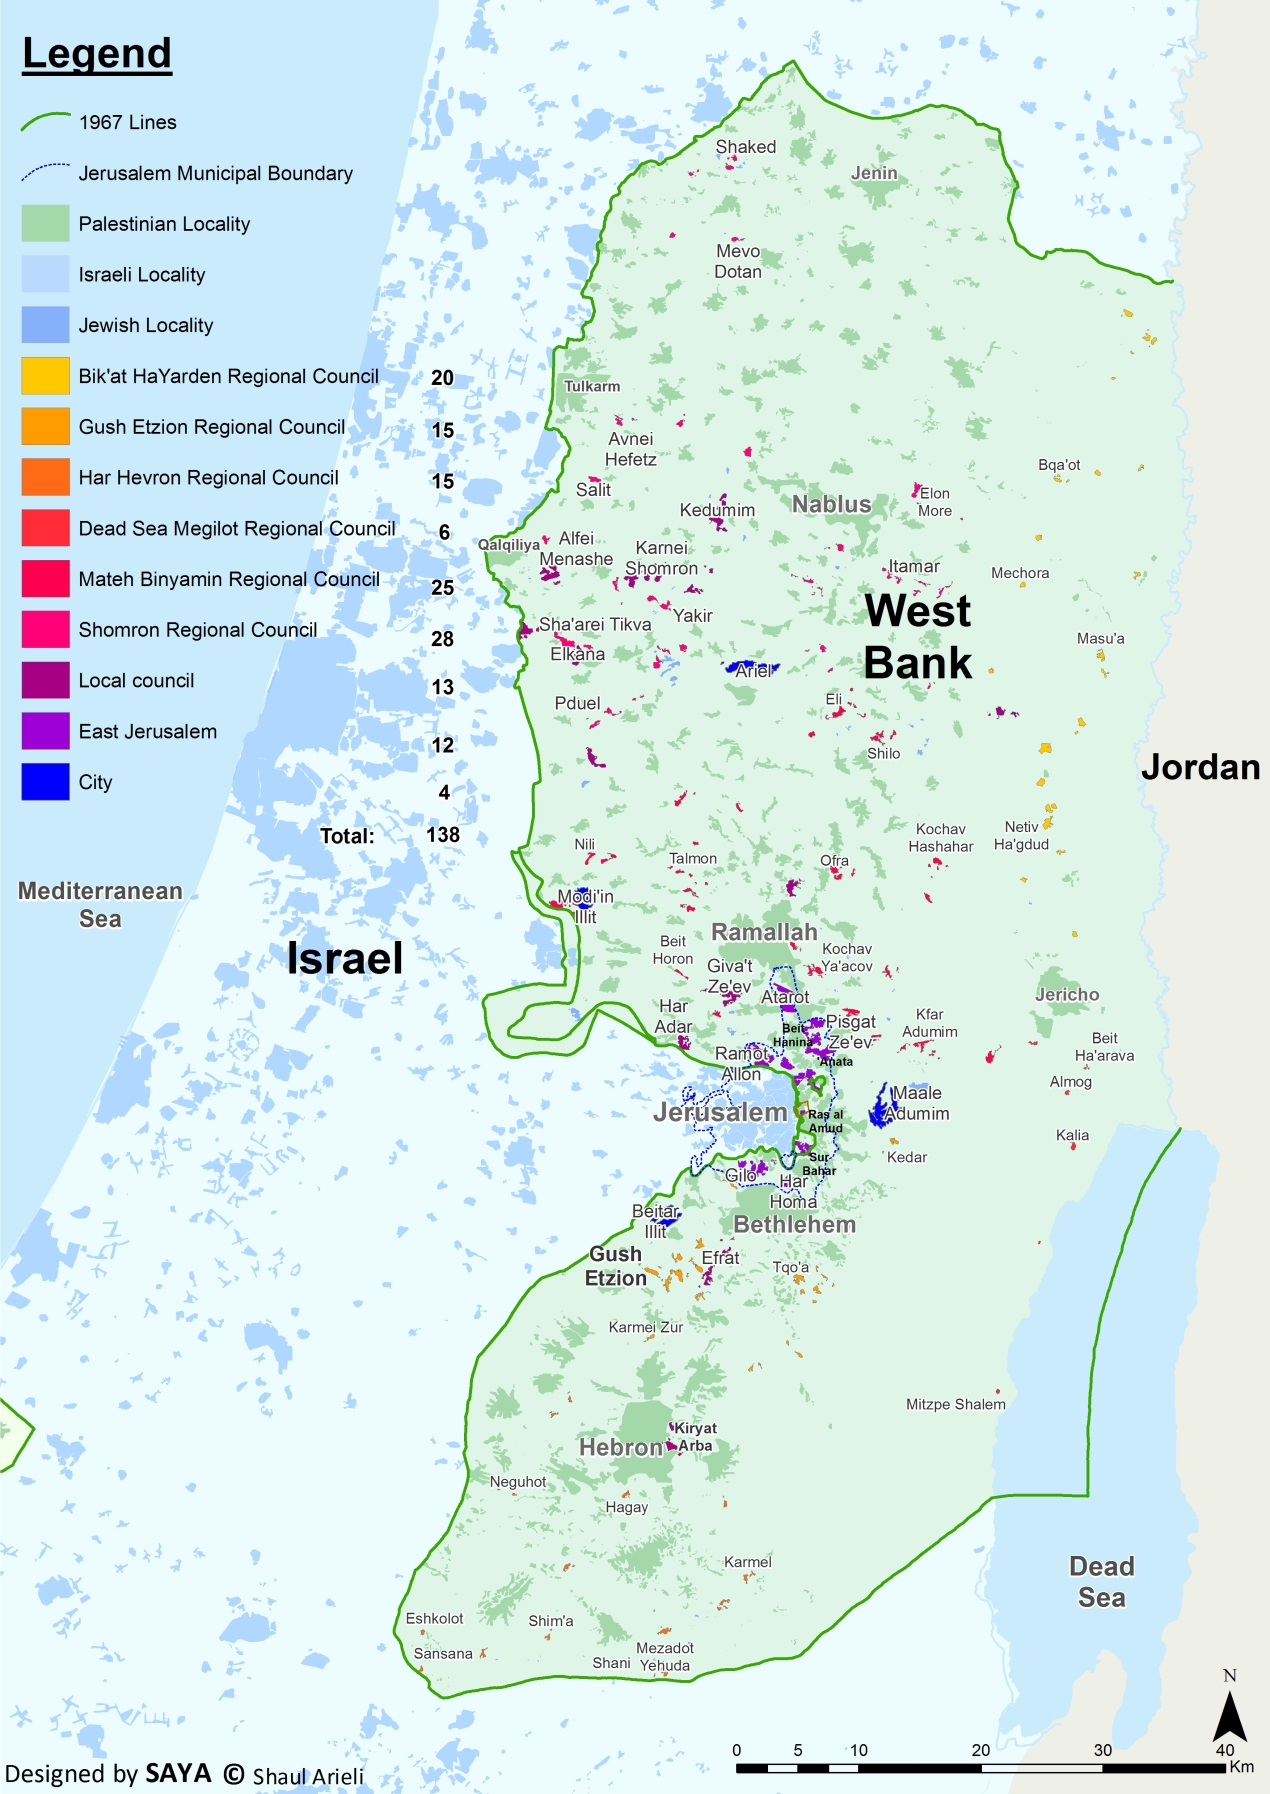 Legend
1967 Lines
Jerusalem Municipal Boundary
Palestinian Locality
Israeli Locality
Jewish Locality
Bik'at HaYarden Regional Council 20
Gush Etzion Regional Council 15
Har Hevron Regional Council 15
Dead Sea Megilot Regional Council 6
Mateh Binyamin Regional Council 25
Shomron Regional Council 28
Local council 13
East Jerusalem 12
City 4
Total: 138
Mediterranean
Sea
Israel
West
Bank
Jordan
Shaked
Jenin
Mevo
Dotan
Tulkarm
Avnei
Hefetz
Salit
Bqa'ot
Kedumim
Nablus
Elon
More
Qalqiliya
Alfei
Menashe
Karnei
Shomron
Itamar
Mechora
Yakir
Sha'arei Tikva
Elkana
Masu'a
Ariel
Pduel
Eli
Shilo
Kochav
Hashahar
Netiv
Ha'gdud
Nili
Talmon
Ofra
Modi'in
Illit
Ramallah
Beit
Horon
Kochav
Ya'acov
Giva't
Ze'ev
Atarot
Jericho
Har
Adar
Beit
Hanina
Pisgat
Ze'ev
Kfar
Adumim
Beit
Ha'arava
Ramot
Allon
'Anata
Almog
Jerusalem
Ras al
Amud
Maale
Adumim
Kalia
Sur
Bahar
Kedar
Gilo
Har
Homa
Beitar
Illit
Bethlehem
Gush
Etzion
Efrat
Tqo'a
Karmei Zur
Mitzpe Shalem
Kiryat
Arba
Hebron
Neguhot
Hagay
Karmel
Dead
Sea
Eshkolot
Shim'a
Sansana
Shani
Mezadot
Yehuda
N
0 5 10 20 30 40
Km
Designed by SAYA © Shaul Arieli